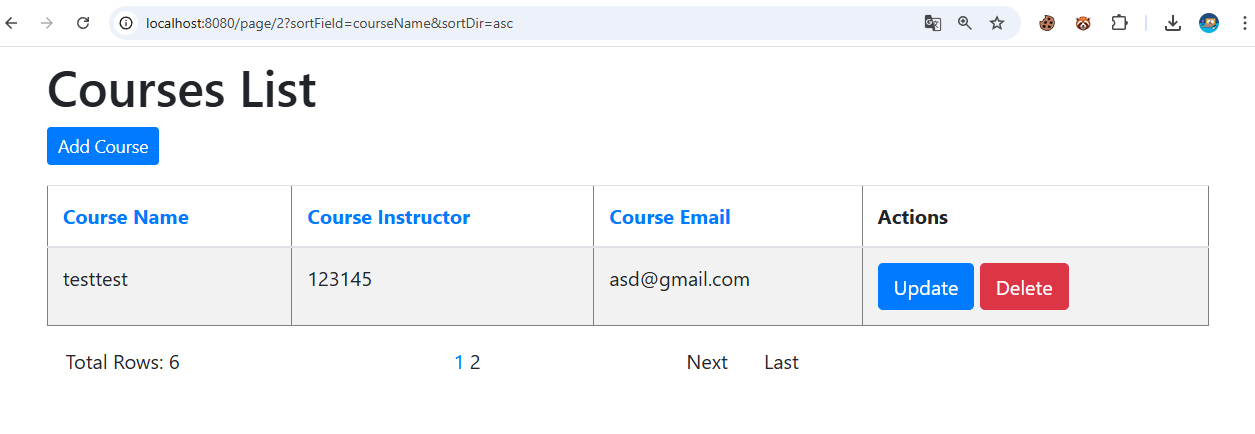 localhost:8080/page/2?sortField=courseName&sortDir=asc
Courses List
Add Course
Course Name Course Instructor Course Email Actions
testtest 123145 asd@gmail.com Update Delete
Total Rows: 6 1 2 Next Last